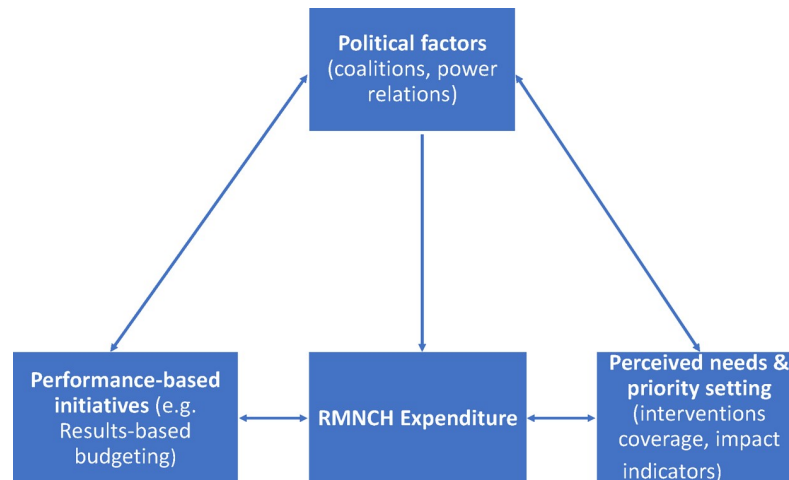 Political factors
(coalitions, power
relations)
Performance-based
initiatives (e.g.
Results-based
budgeting)
RMNCH Expenditure
Perceived needs &
priority setting
(interventions
coverage, impact
indicators)